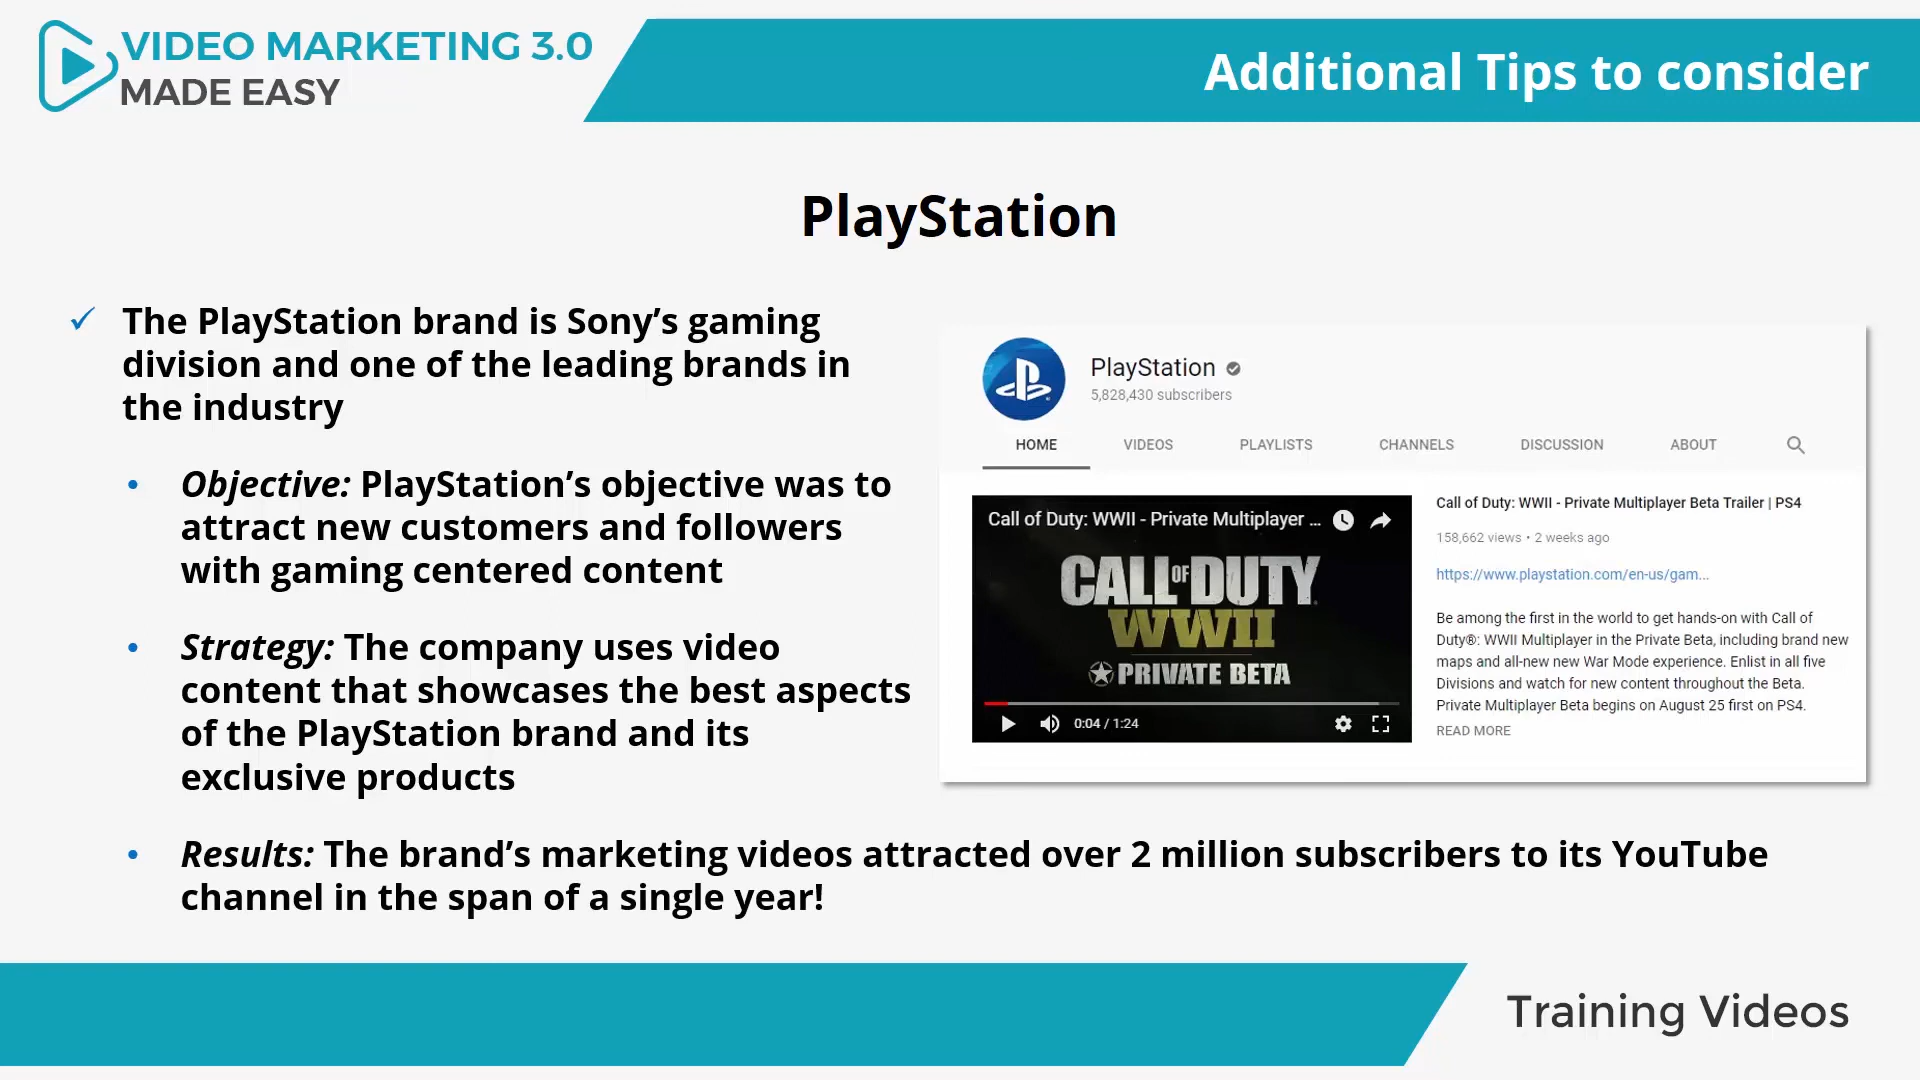 VIDEO MARKETING 3.0
MADE EASY
Additional Tips to consider
PlayStation
The PlayStation brand is Sony’s gaming
division and one of the leading brands in
the industry
Objective: PlayStation’s objective was to
attract new customers and followers
with gaming centered content
Strategy: The company uses video
content that showcases the best aspects
of the PlayStation brand and its
exclusive products
Results: The brand’s marketing videos attracted over 2 million subscribers to its YouTube
channel in the span of a single year!
PlayStation
5,828,430 subscribers
HOME VIDEOS PLAYLISTS CHANNELS DISCUSSION ABOUT
Call of Duty: WWII - Private Multiplayer ...
CALL OF DUTY
WWII
PRIVATE BETA
0:04 / 1:24
Call of Duty: WWII - Private Multiplayer Beta Trailer | PS4
158,662 views • 2 weeks ago
https://www.playstation.com/en-us/gam...
Be among the first in the world to get hands-on with Call of
Duty®: WWII Multiplayer in the Private Beta, including brand new
maps and all-new new War Mode experience. Enlist in all five
Divisions and watch for new content throughout the Beta.
Private Multiplayer Beta begins on August 25 first on PS4.
READ MORE
Training Videos